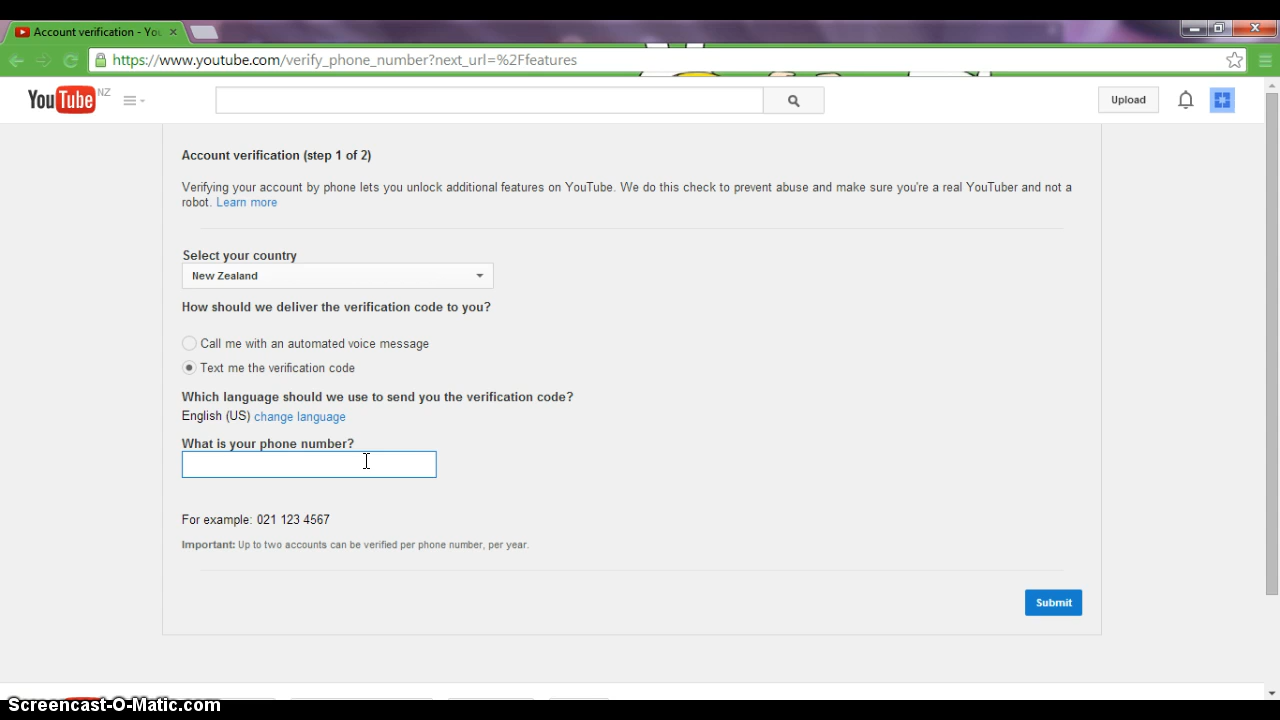 Account verification - You
https://www.youtube.com/verify_phone_number?next_url=%2Ffeatures
YouTube NZ
Upload
Account verification (step 1 of 2)
Verifying your account by phone lets you unlock additional features on YouTube. We do this check to prevent abuse and make sure you're a real YouTuber and not a
robot. Learn more
Select your country
New Zealand
How should we deliver the verification code to you?
Call me with an automated voice message
Text me the verification code
Which language should we use to send you the verification code?
English (US) change language
What is your phone number?
For example: 021 123 4567
Important: Up to two accounts can be verified per phone number, per year.
Submit
Screencast-O-Matic.com